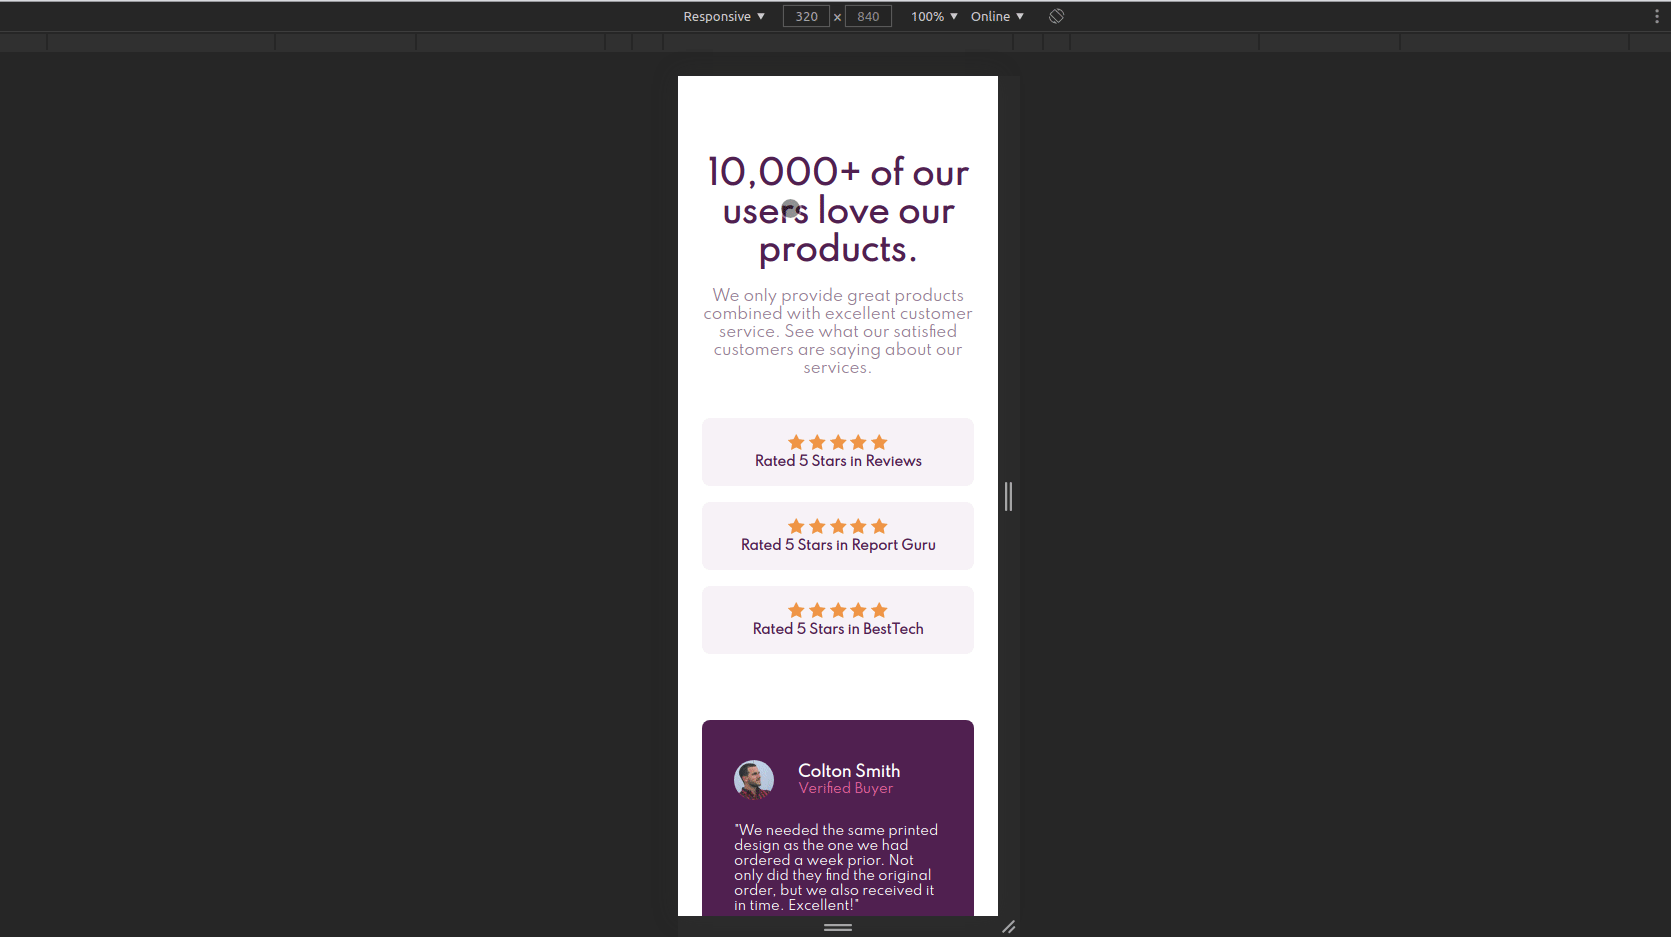 Responsive ▼ 320 × 840 100% ▼ Online ▼
10,000+ of our
users love our
products.
We only provide great products
combined with excellent customer
service. See what our satisfied
customers are saying about our
services.
Rated 5 Stars in Reviews
Rated 5 Stars in Report Guru
Rated 5 Stars in BestTech
Colton Smith
Verified Buyer
"We needed the same printed
design as the one we had
ordered a week prior. Not
only did they find the original
order, but we also received it
in time. Excellent!"